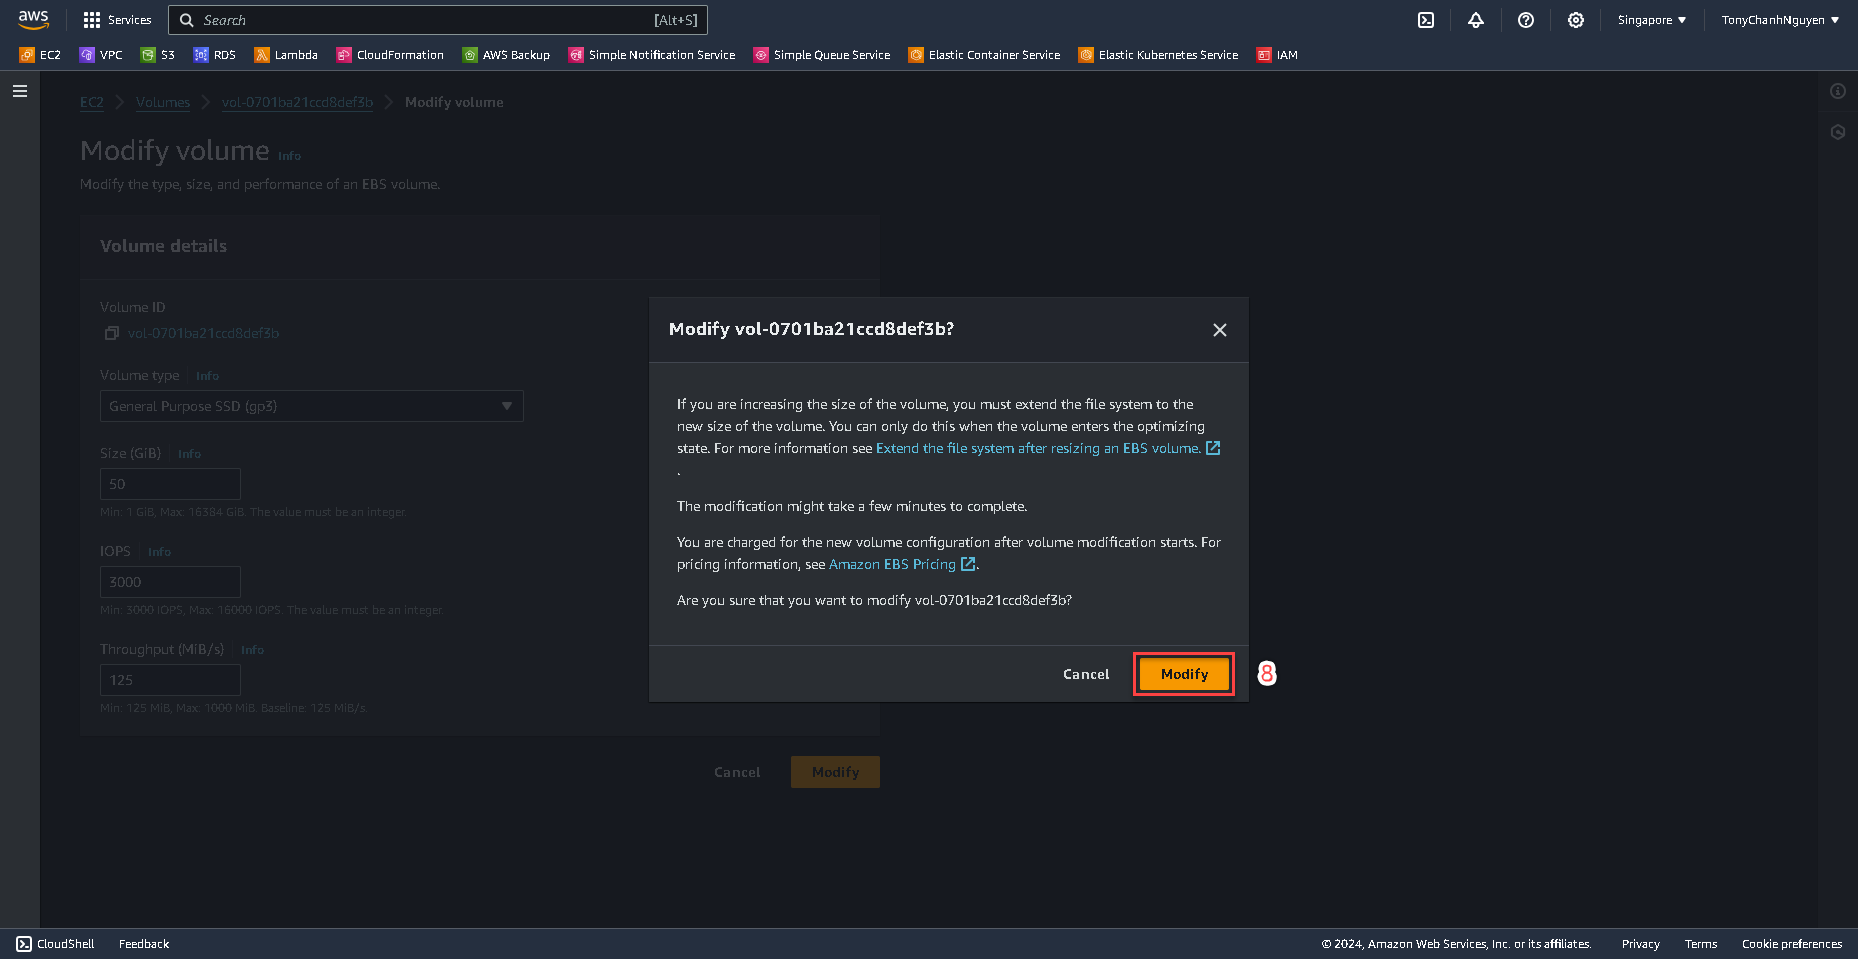 aws
Services
Search
[Alt+S]
Singapore
TonyChanhNguyen
EC2
VPC
S3
RDS
Lambda
CloudFormation
AWS Backup
Simple Notification Service
Simple Queue Service
Elastic Container Service
Elastic Kubernetes Service
IAM
EC2
Volumes
vol-0701ba21ccd8def3b
Modify volume
Modify volume Info
Modify the type, size, and performance of an EBS volume.
Volume details
Volume ID
vol-0701ba21ccd8def3b
Volume type Info
General Purpose SSD (gp3)
Size (GiB) Info
50
Min: 1 GiB, Max: 16384 GiB. The value must be an integer.
IOPS Info
3000
Min: 3000 IOPS, Max: 16000 IOPS. The value must be an integer.
Throughput (MiB/s) Info
125
Min: 125 MiB, Max: 1000 MiB. Baseline: 125 MiB/s.
Cancel
Modify
Modify vol-0701ba21ccd8def3b?
If you are increasing the size of the volume, you must extend the file system to the
new size of the volume. You can only do this when the volume enters the optimizing
state. For more information see Extend the file system after resizing an EBS volume.
.
The modification might take a few minutes to complete.
You are charged for the new volume configuration after volume modification starts. For
pricing information, see Amazon EBS Pricing.
Are you sure that you want to modify vol-0701ba21ccd8def3b?
Cancel
Modify
8
CloudShell
Feedback
© 2024, Amazon Web Services, Inc. or its affiliates.
Privacy
Terms
Cookie preferences